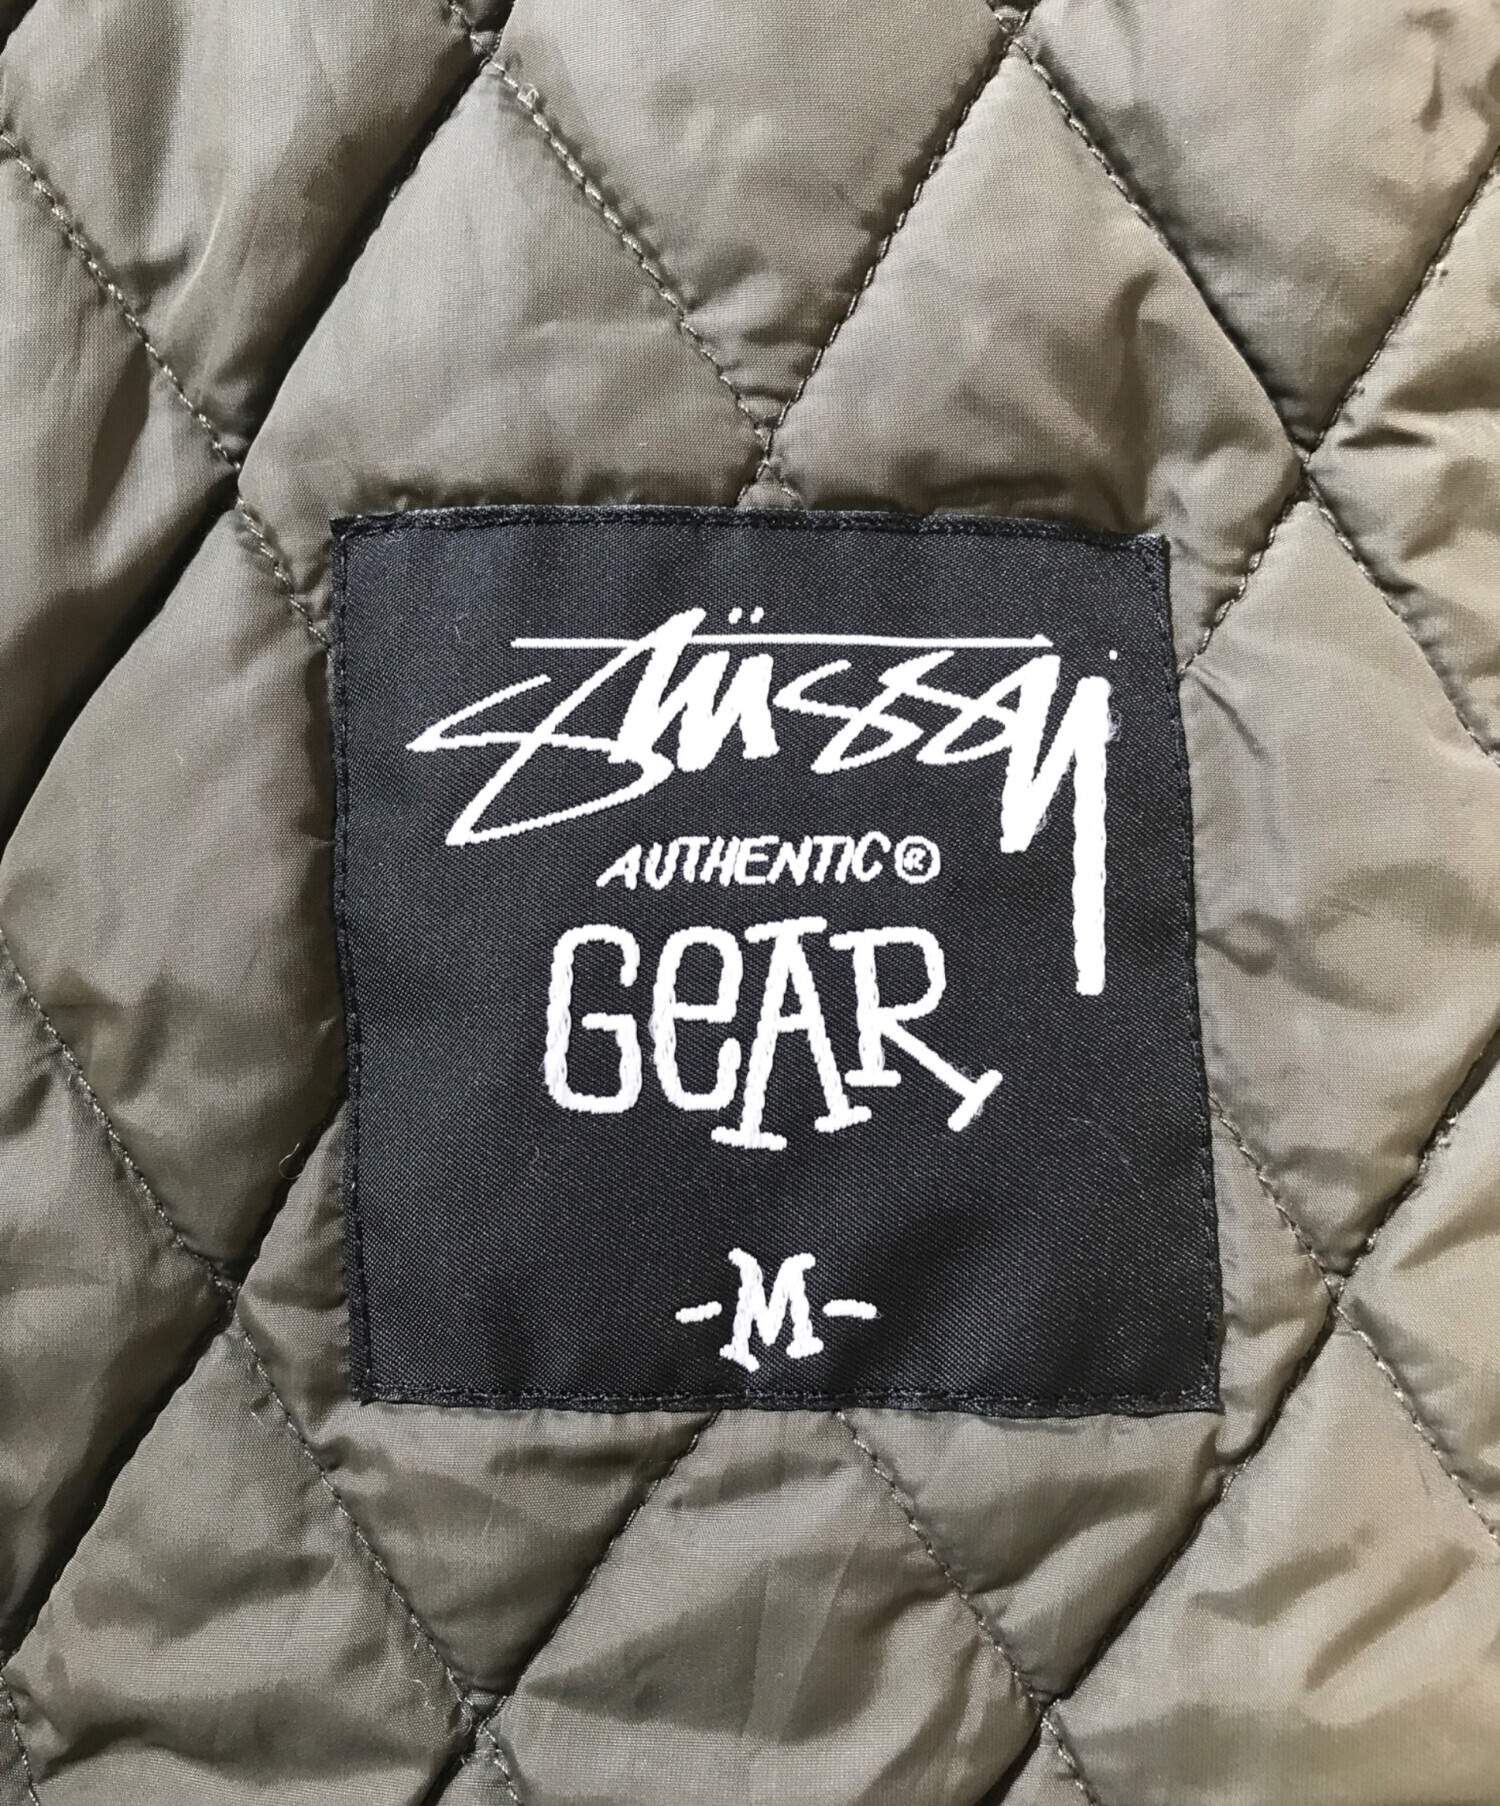 Stüssy
AUTHENTIC®
GeAR
-M-